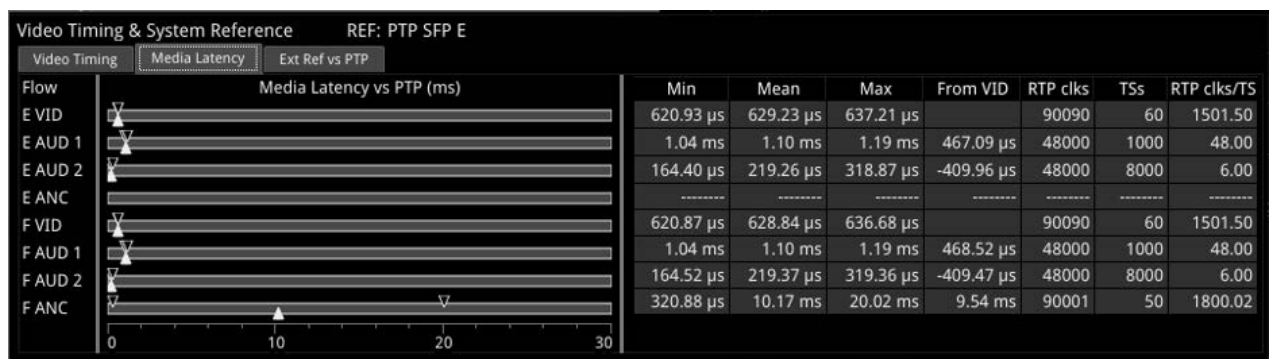 Video Timing & System Reference REF: PTP SFP E
Video Timing Media Latency Ext Ref vs PTP
Flow Media Latency vs PTP (ms) Min Mean Max From VID RTP clks TSs RTP clks/TS
E VID 620.93 µs 629.23 µs 637.21 µs 90090 60 1501.50
E AUD 1 1.04 ms 1.10 ms 1.19 ms 467.09 µs 48000 1000 48.00
E AUD 2 164.40 µs 219.26 µs 318.87 µs -409.96 µs 48000 8000 6.00
E ANC -------- -------- -------- -------- -------- -------- --------
F VID 620.87 µs 628.84 µs 636.68 µs 90090 60 1501.50
F AUD 1 1.04 ms 1.10 ms 1.19 ms 468.52 µs 48000 1000 48.00
F AUD 2 164.52 µs 219.37 µs 319.36 µs -409.47 µs 48000 8000 6.00
F ANC 320.88 µs 10.17 ms 20.02 ms 9.54 ms 90001 50 1800.02
0 10 20 30